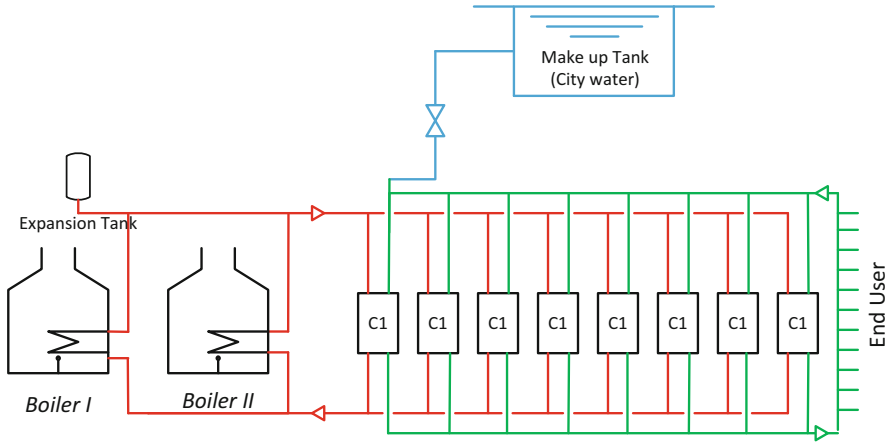 Make up Tank
(City water)
Expansion Tank
C1
C1
C1
C1
C1
C1
C1
C1
End User
Boiler I
Boiler II